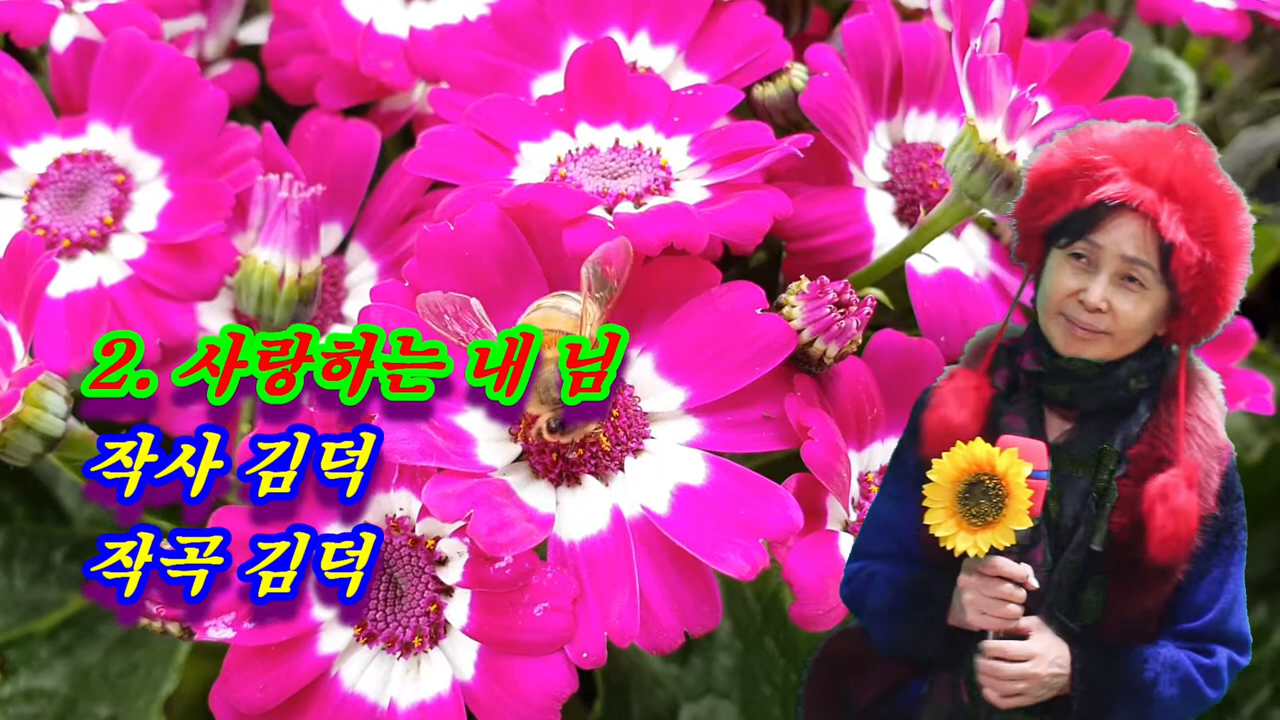 2. 사랑하는 내 님
작사 김덕
작곡 김덕